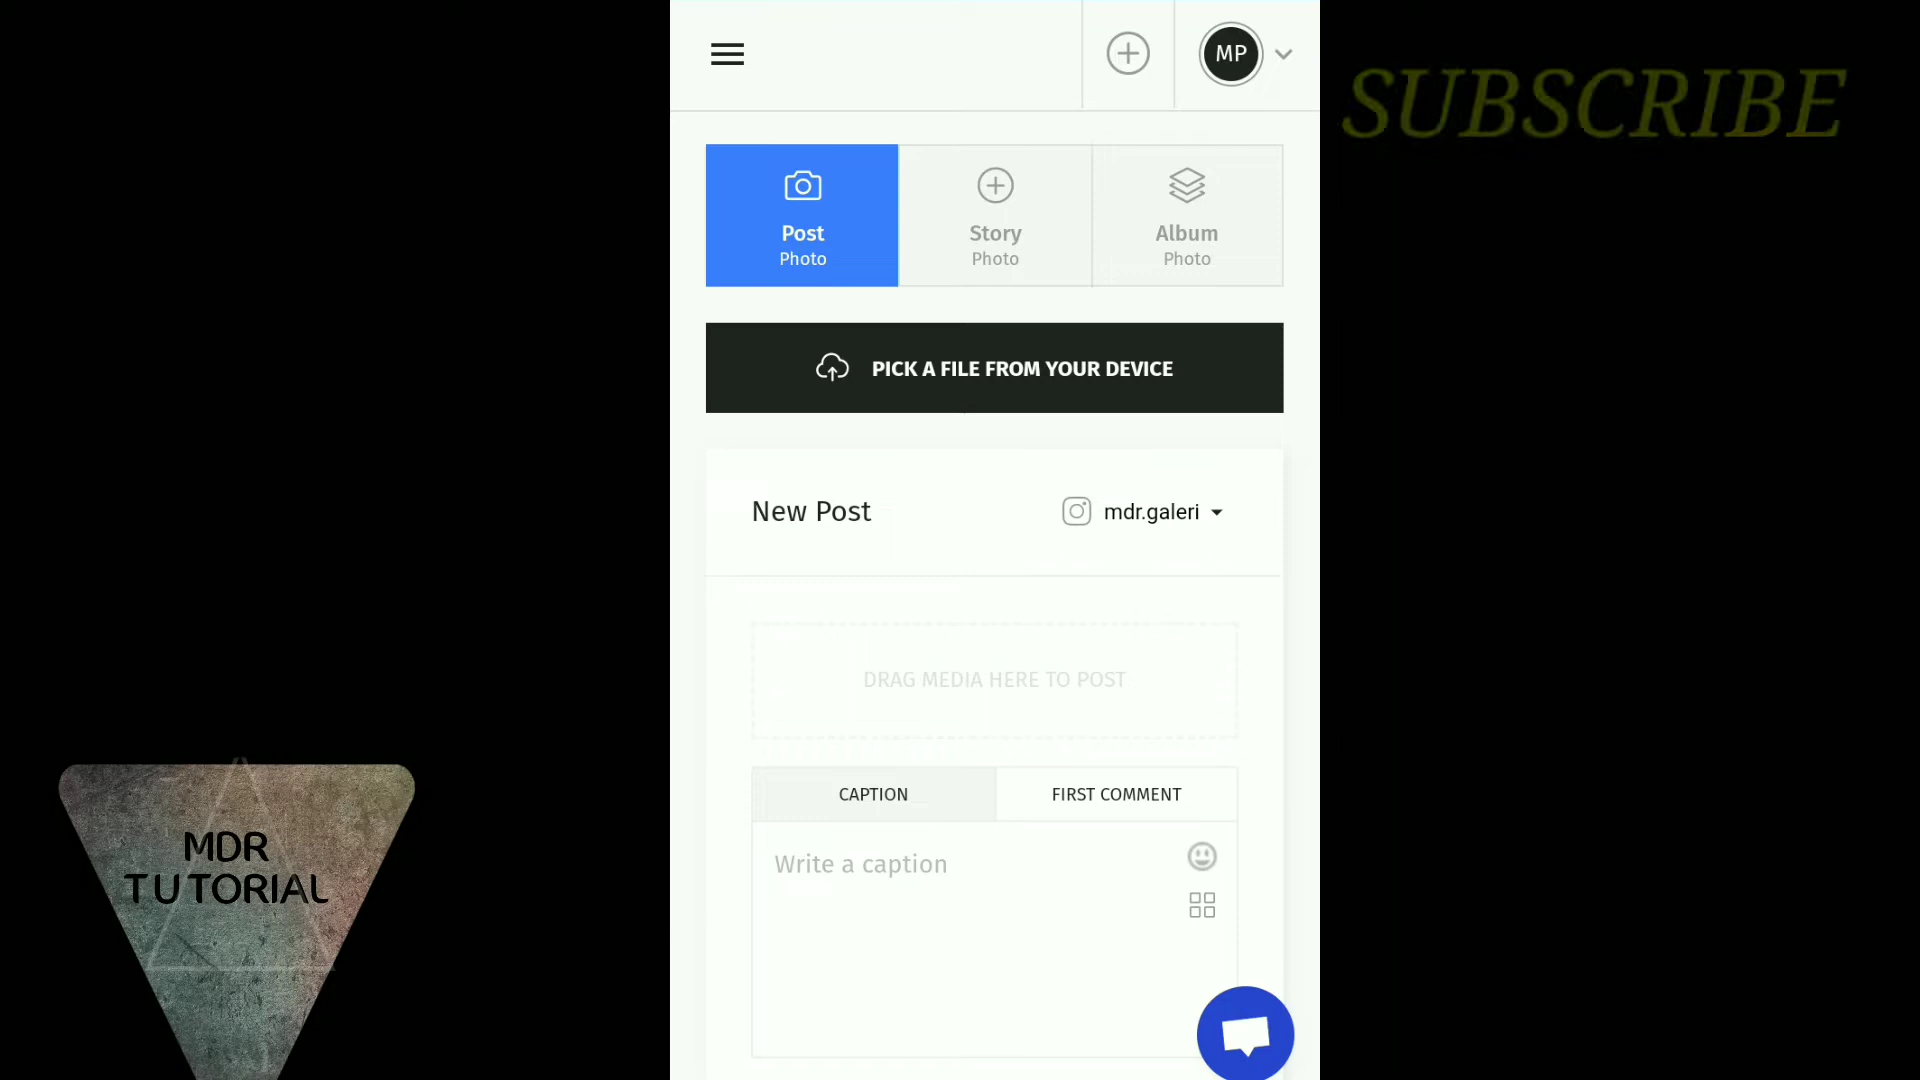 MP
SUBSCRIBE
Post
Photo
Story
Photo
Album
Photo
PICK A FILE FROM YOUR DEVICE
New Post
mdr.galeri
DRAG MEDIA HERE TO POST
CAPTION
FIRST COMMENT
Write a caption
MDR
TUTORIAL